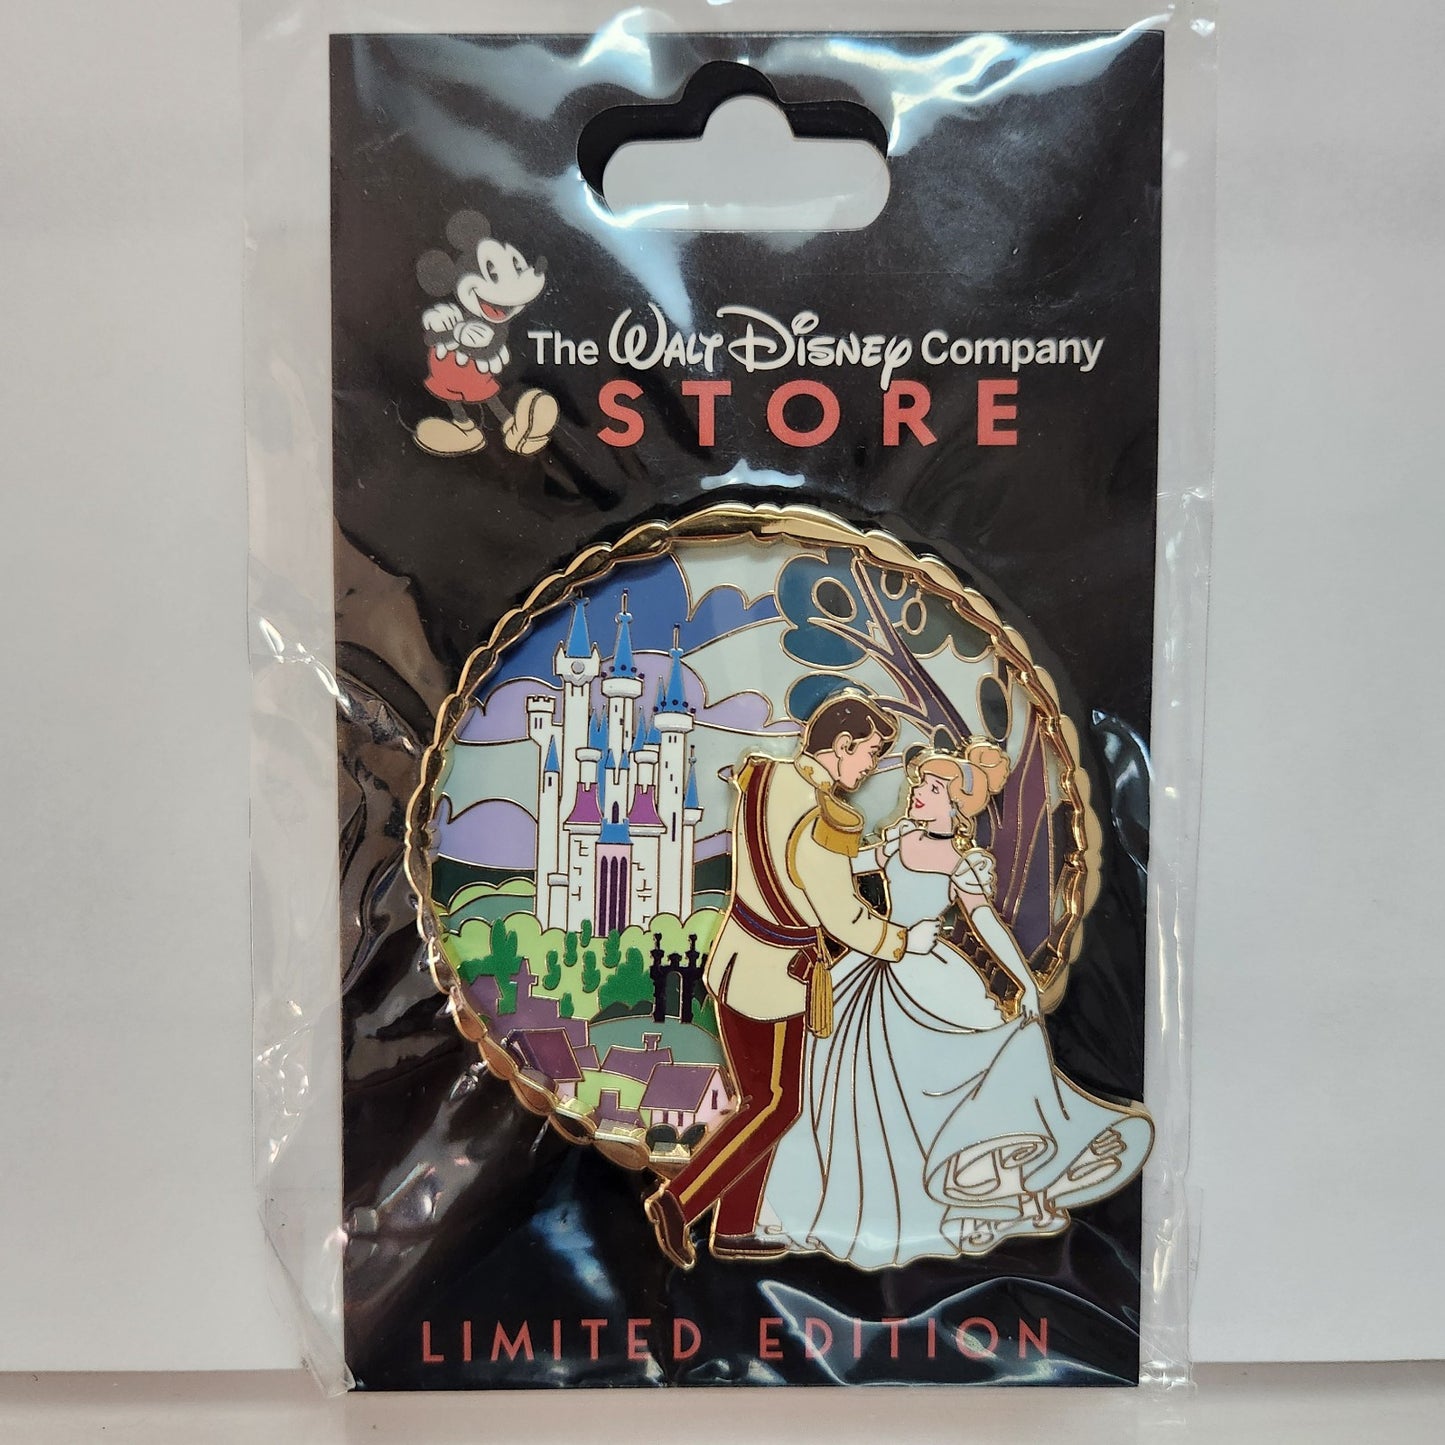 The WALT DISNEY Company
STORE
LIMITED EDITION